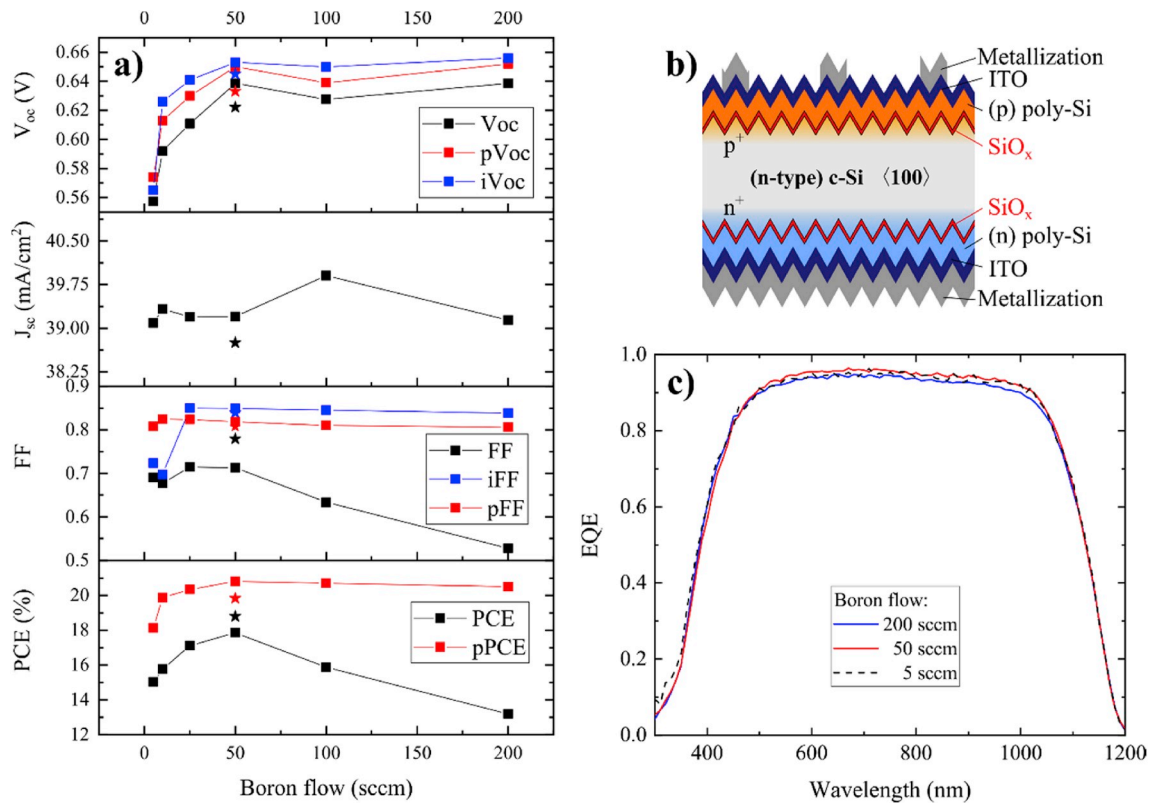 0 50 100 150 200
a)
0.66
0.64
0.62
0.60
0.58
0.56
V_oc (V)
Voc
pVoc
iVoc
40.50
39.75
39.00
38.25
J_sc (mA/cm²)
0.9
0.8
0.7
0.6
0.5
FF
FF
iFF
pFF
20
18
16
14
12
PCE (%)
PCE
pPCE
0 50 100 150 200
Boron flow (sccm)
b)
Metallization
ITO
(p) poly-Si
SiOₓ
p⁺
(n-type) c-Si 〈100〉
n⁺
SiOₓ
(n) poly-Si
ITO
Metallization
c)
1.0
0.8
0.6
0.4
0.2
0.0
EQE
Boron flow:
200 sccm
50 sccm
5 sccm
400 600 800 1000 1200
Wavelength (nm)